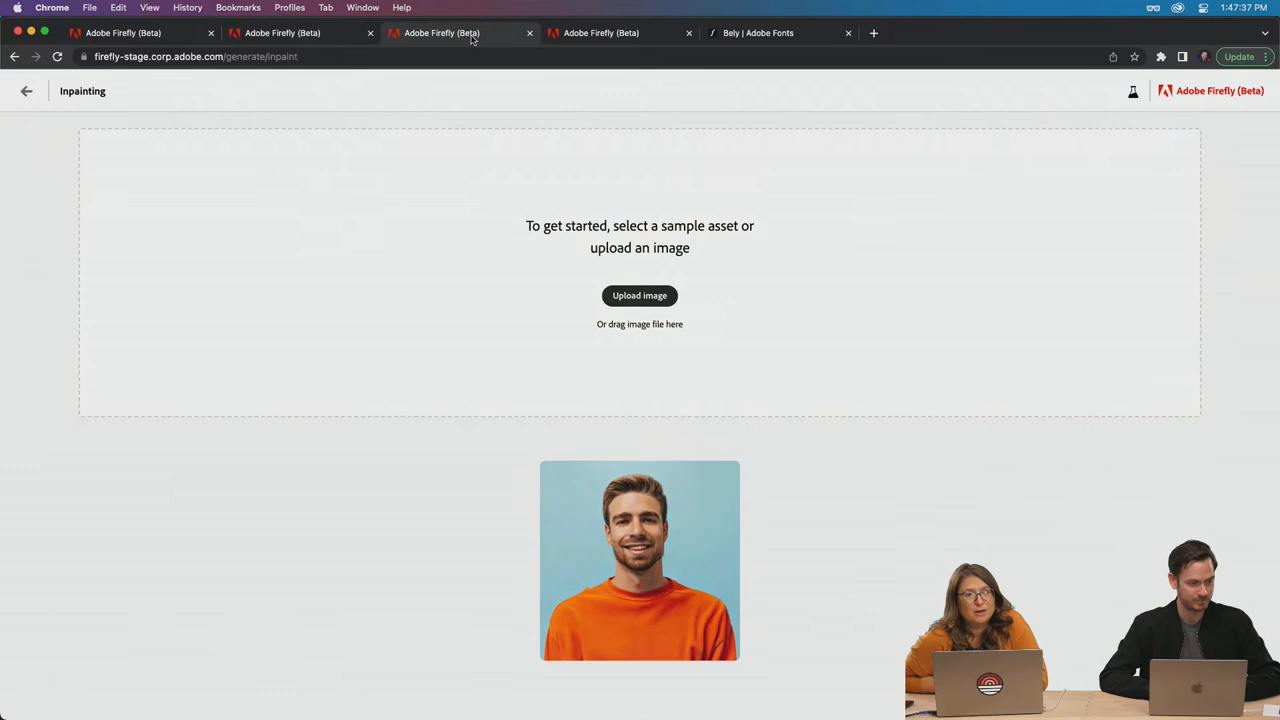 Chrome File Edit View History Bookmarks Profiles Tab Window Help 1:47:37 PM
Adobe Firefly (Beta) Adobe Firefly (Beta) Adobe Firefly (Beta) Adobe Firefly (Beta) Bely | Adobe Fonts
firefly-stage.corp.adobe.com/generate/inpaint Update
Inpainting Adobe Firefly (Beta)
To get started, select a sample asset or
upload an image
Upload image
Or drag image file here